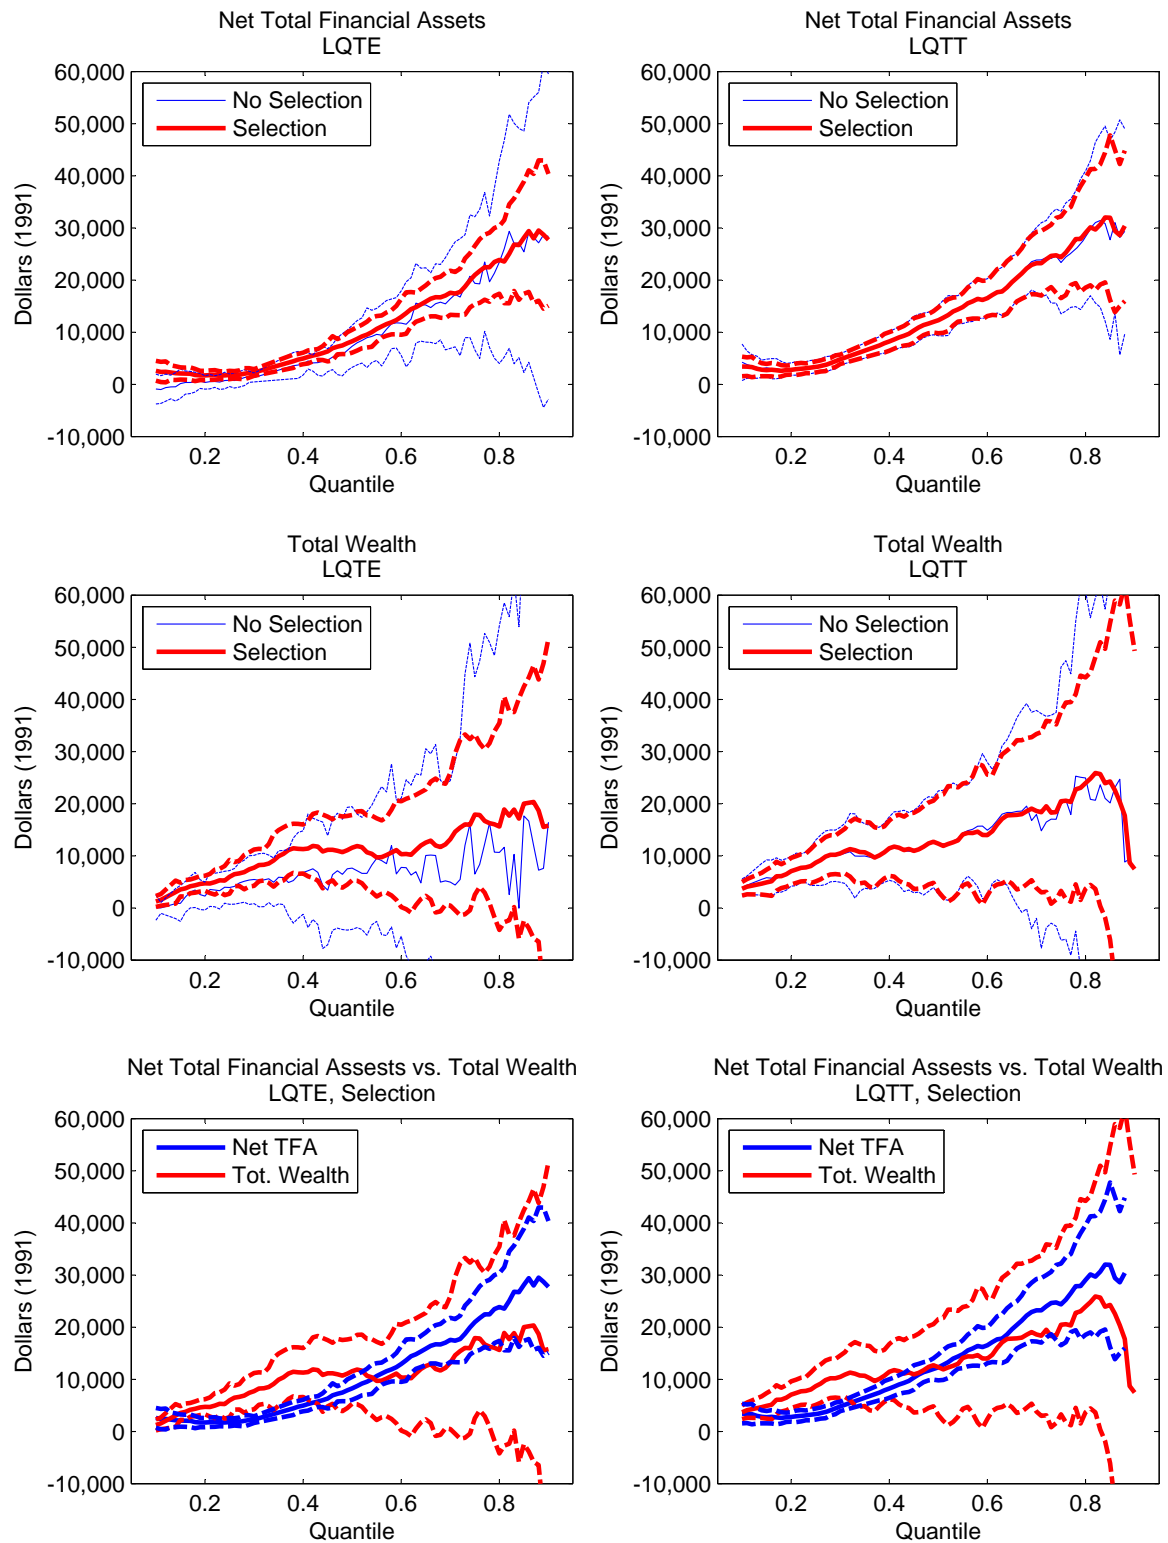 Net Total Financial Assets
LQTE
60,000
50,000
40,000
30,000
20,000
10,000
0
-10,000
Dollars (1991)
No Selection
Selection
0.2 0.4 0.6 0.8
Quantile
Net Total Financial Assets
LQTT
60,000
50,000
40,000
30,000
20,000
10,000
0
-10,000
Dollars (1991)
No Selection
Selection
0.2 0.4 0.6 0.8
Quantile
Total Wealth
LQTE
60,000
50,000
40,000
30,000
20,000
10,000
0
-10,000
Dollars (1991)
No Selection
Selection
0.2 0.4 0.6 0.8
Quantile
Total Wealth
LQTT
60,000
50,000
40,000
30,000
20,000
10,000
0
-10,000
Dollars (1991)
No Selection
Selection
0.2 0.4 0.6 0.8
Quantile
Net Total Financial Assests vs. Total Wealth
LQTE, Selection
60,000
50,000
40,000
30,000
20,000
10,000
0
-10,000
Dollars (1991)
Net TFA
Tot. Wealth
0.2 0.4 0.6 0.8
Quantile
Net Total Financial Assests vs. Total Wealth
LQTT, Selection
60,000
50,000
40,000
30,000
20,000
10,000
0
-10,000
Dollars (1991)
Net TFA
Tot. Wealth
0.2 0.4 0.6 0.8
Quantile